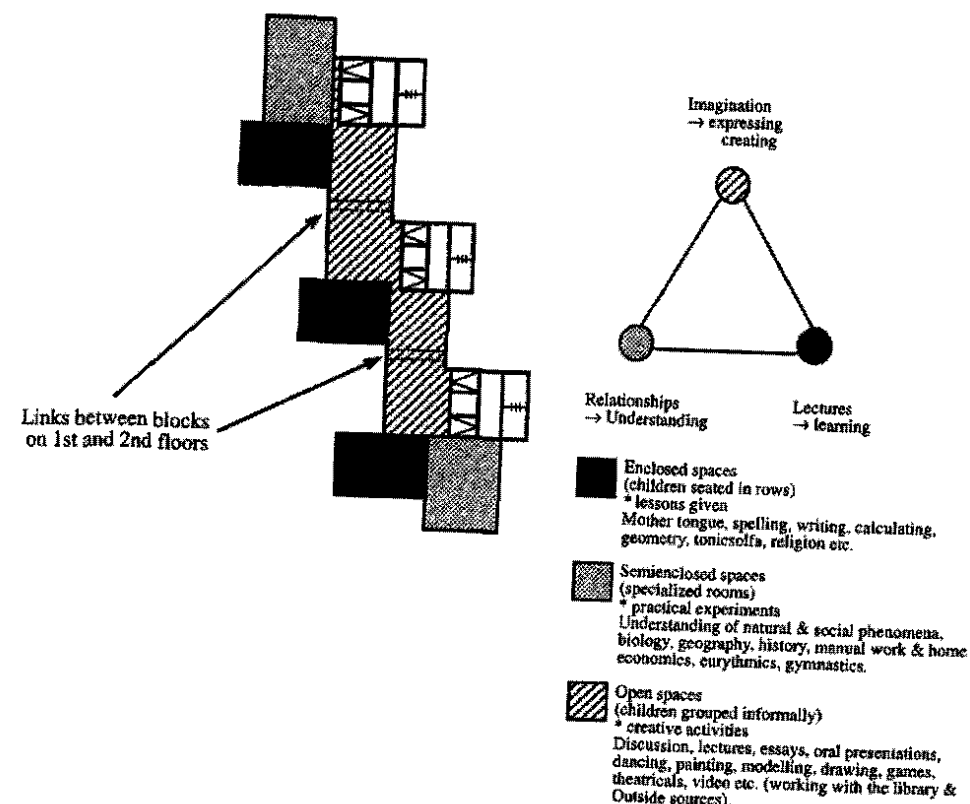 Imagination
→ expressing
creating
Links between blocks
on 1st and 2nd floors
Relationships
→ Understanding
Lectures
→ learning
Enclosed spaces
(children seated in rows)
* lessons given
Mother tongue, spelling, writing, calculating,
geometry, tonicsolfa, religion etc.
Semienclosed spaces
(specialized rooms)
* practical experiments
Understanding of natural & social phenomena,
biology, geography, history, manual work & home
economics, eurythmics, gymnastics.
Open spaces
(children grouped informally)
* creative activities
Discussion, lectures, essays, oral presentations,
dancing, painting, modelling, drawing, games,
theatricals, video etc. (working with the library &
Outside sources).